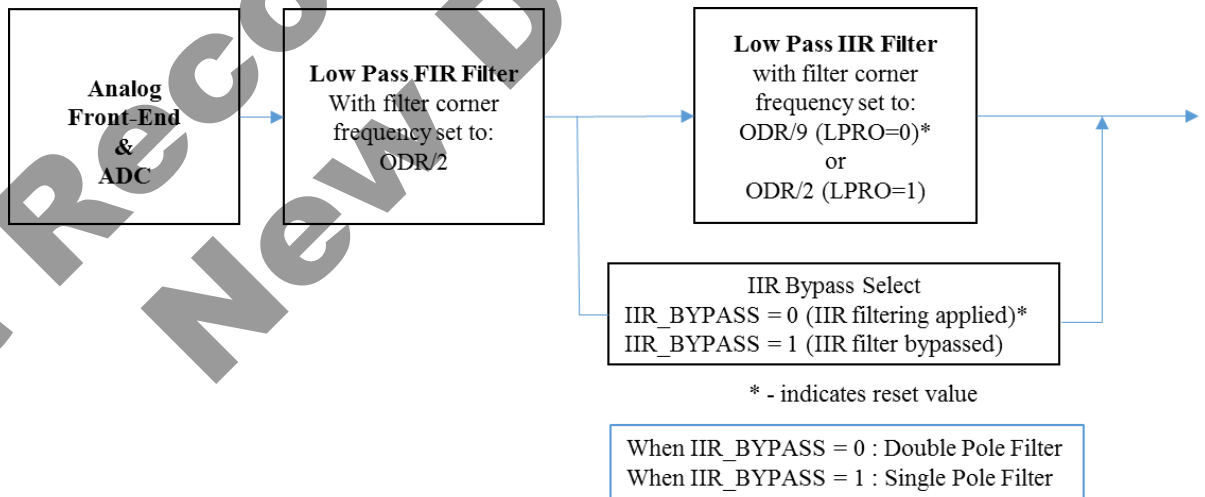 Analog
Front-End
&
ADC
Low Pass FIR Filter
With filter corner
frequency set to:
ODR/2
Low Pass IIR Filter
with filter corner
frequency set to:
ODR/9 (LPRO=0)*
or
ODR/2 (LPRO=1)
IIR Bypass Select
IIR_BYPASS = 0 (IIR filtering applied)*
IIR_BYPASS = 1 (IIR filter bypassed)
* - indicates reset value
When IIR_BYPASS = 0 : Double Pole Filter
When IIR_BYPASS = 1 : Single Pole Filter
Reco
New D